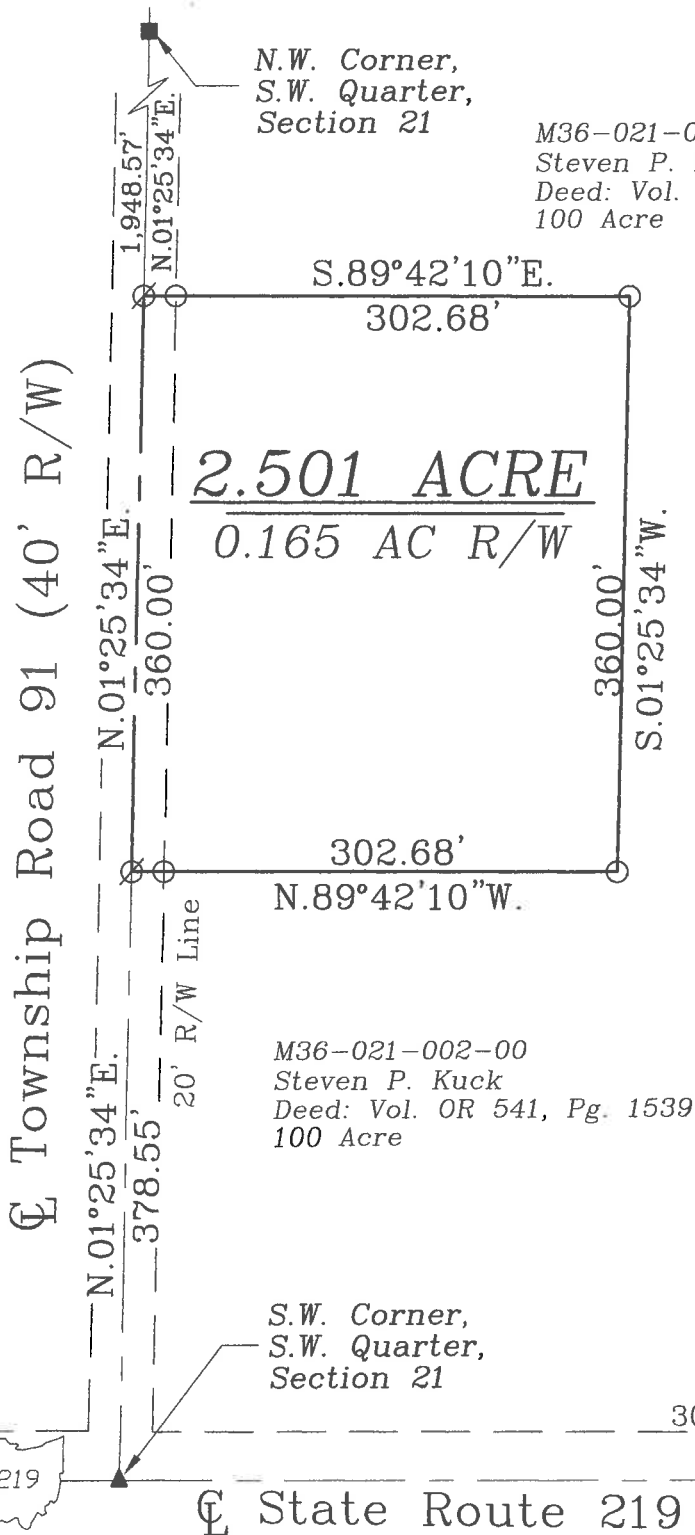 N.W. Corner,
S.W. Quarter,
Section 21
M36-021-0
Steven P.
Deed: Vol.
100 Acre
1,948.57'
N.01°25'34"E.
S.89°42'10"E.
302.68'
2.501 ACRE
0.165 AC R/W
N.01°25'34"E.
360.00'
360.00'
S.01°25'34"W.
℄ Township Road 91 (40' R/W)
302.68'
N.89°42'10"W.
20' R/W Line
M36-021-002-00
Steven P. Kuck
Deed: Vol. OR 541, Pg. 1539
100 Acre
N.01°25'34"E.
378.55'
S.W. Corner,
S.W. Quarter,
Section 21
30
219
℄ State Route 219